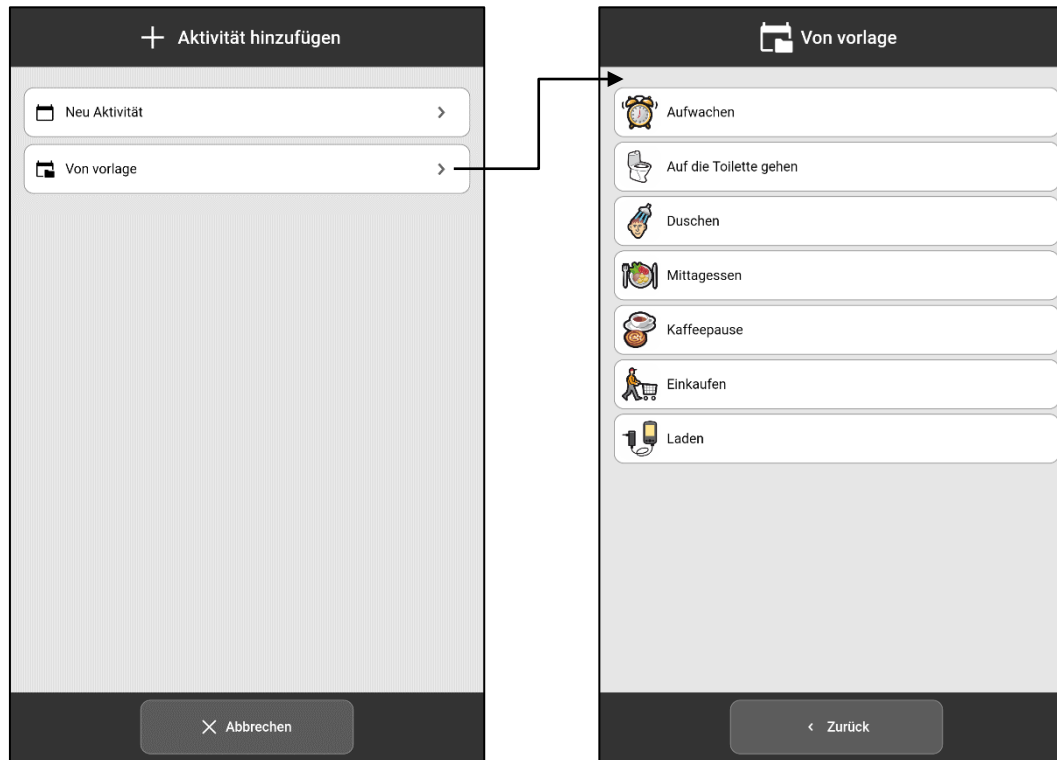 Aktivität hinzufügen
Neu Aktivität
Von vorlage
Abbrechen
Von vorlage
Aufwachen
Auf die Toilette gehen
Duschen
Mittagessen
Kaffeepause
Einkaufen
Laden
Zurück